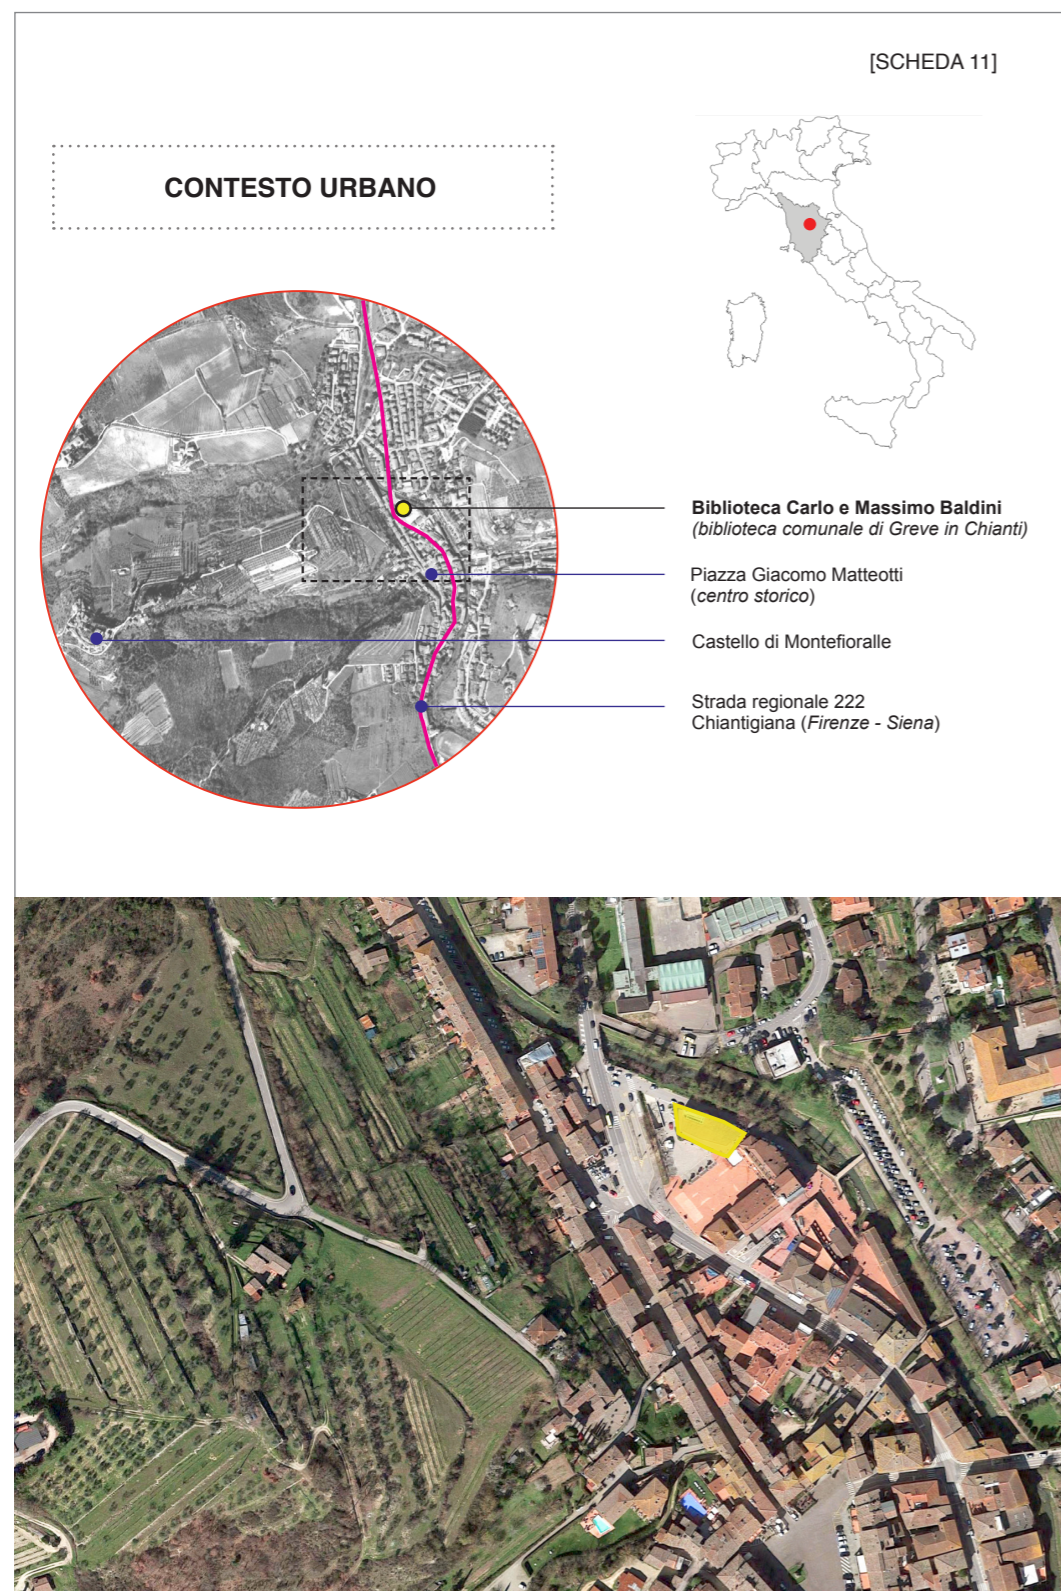 [SCHEDA 11]
CONTESTO URBANO
Biblioteca Carlo e Massimo Baldini
(biblioteca comunale di Greve in Chianti)
Piazza Giacomo Matteotti
(centro storico)
Castello di Montefioralle
Strada regionale 222
Chiantigiana (Firenze - Siena)